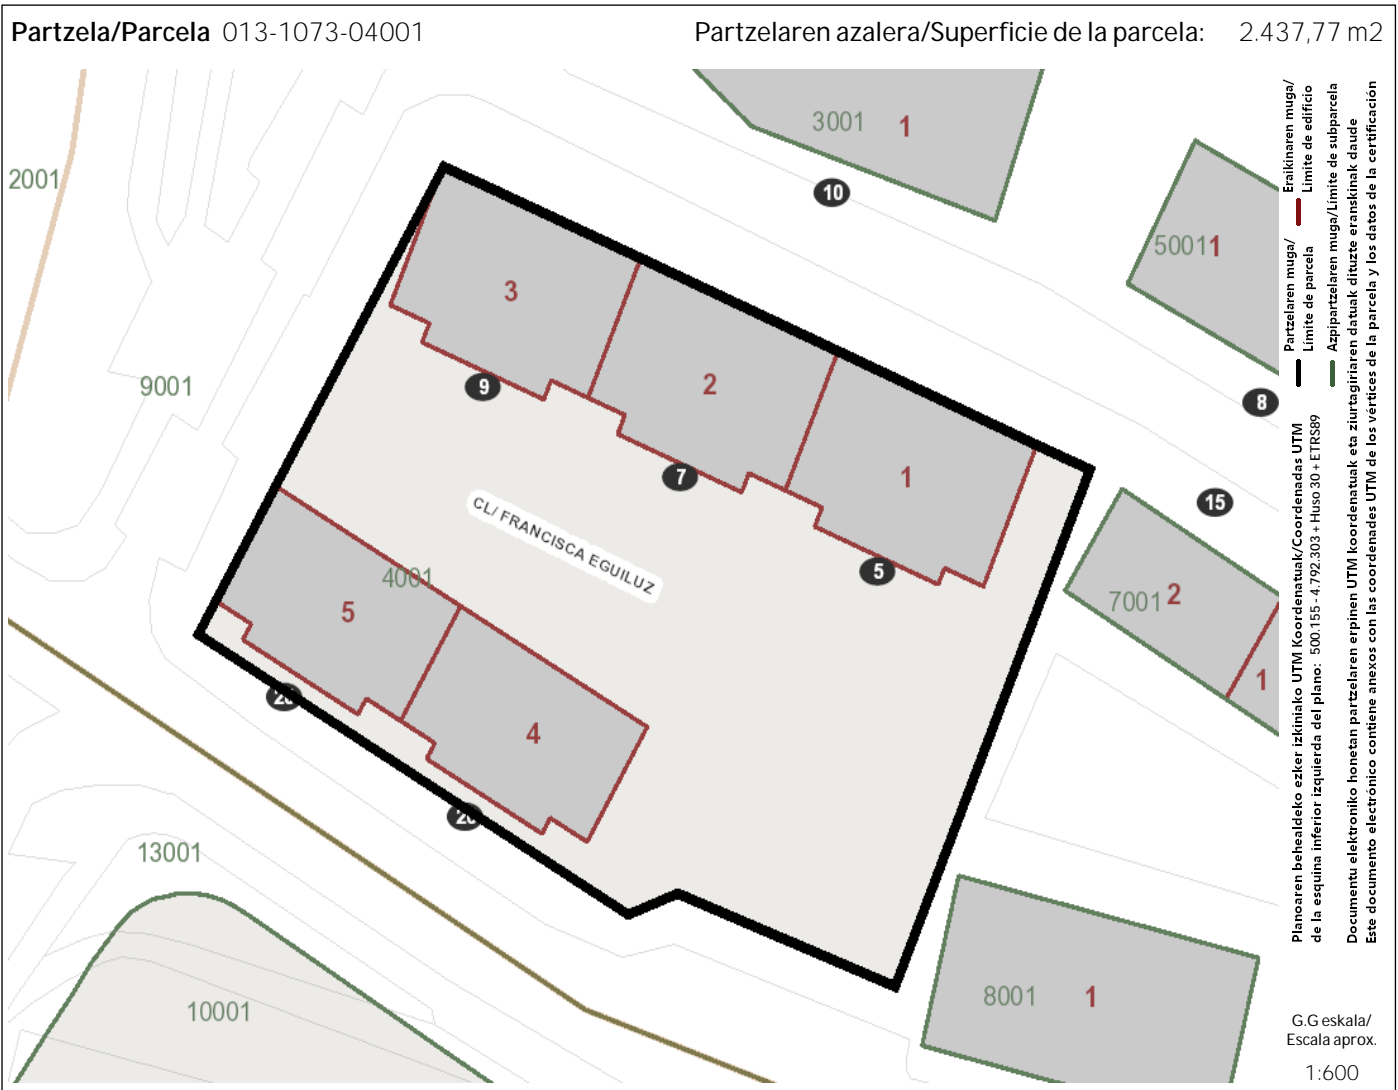 Partzela/Parcela 013-1073-04001
Partzelaren azalera/Superficie de la parcela: 2.437,77 m2
3001 1
10
2001
5001 1
3
9
2
7
1
5
8
9001
15
CL/ FRANCISCA EGUILUZ
4001
5
7001 2
1
4
13001
10001
8001 1
Eraikinaren muga/
Límite de edificio
Partzelaren muga/
Límite de parcela
Azpipartzelaren muga/Límite de subparcela
Planoaren behealdeko ezker izkiniako UTM Koordenatuak/Coordenadas UTM
de la esquina inferior izquierda del plano: 500.155 - 4.792.303 + Huso 30 + ETRS89
Documentu elektroniko honetan partzelaren erpinen UTM koordenatuak eta ziurtagiriaren datuak dituzte eranskinak daude
Este documento electrónico contiene anexos con las coordenadas UTM de los vértices de la parcela y los datos de la certificación
G.G eskala/
Escala aprox.
1:600